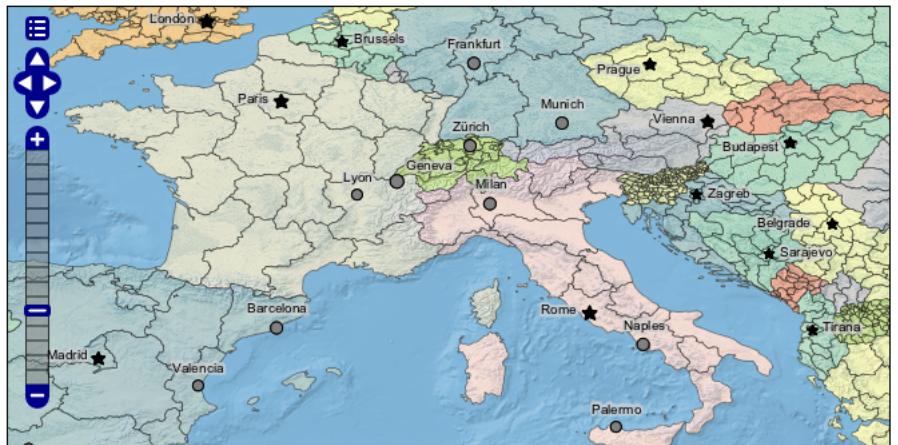 London
Brussels
Frankfurt
Prague
Paris
Munich
Vienna
Zürich
Budapest
Geneva
Lyon
Milan
Zagreb
Belgrade
Sarajevo
Barcelona
Rome
Naples
Tirana
Madrid
Valencia
Palermo